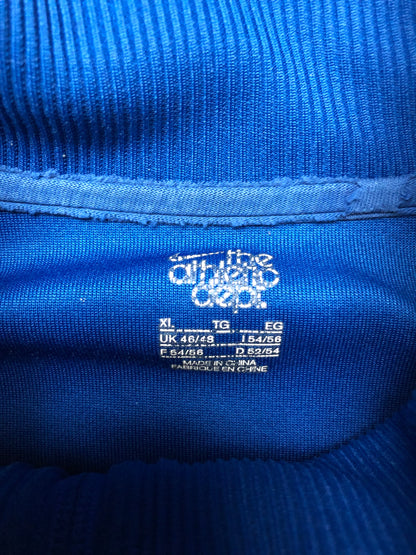 the
athletic
dept.
XL TG EG
UK 46/48 I 54/56
F 54/56 D 52/54
MADE IN CHINA
FABRIQUE EN CHINE